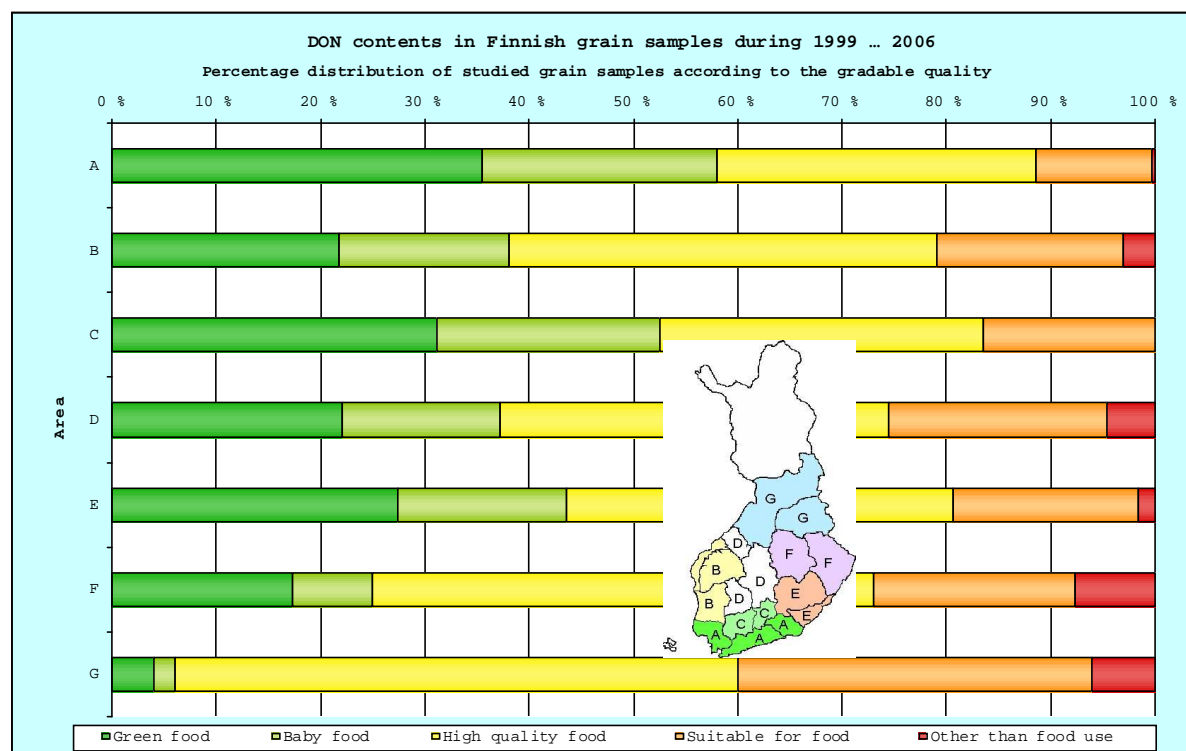 DON contents in Finnish grain samples during 1999 … 2006
Percentage distribution of studied grain samples according to the gradable quality
0 % 10 % 20 % 30 % 40 % 50 % 60 % 70 % 80 % 90 % 100 %
Area
A
B
C
D
E
F
G
G
G
D
F
F
B
D
E
B
D
E
C
C
A
A
A
Green food Baby food High quality food Suitable for food Other than food use